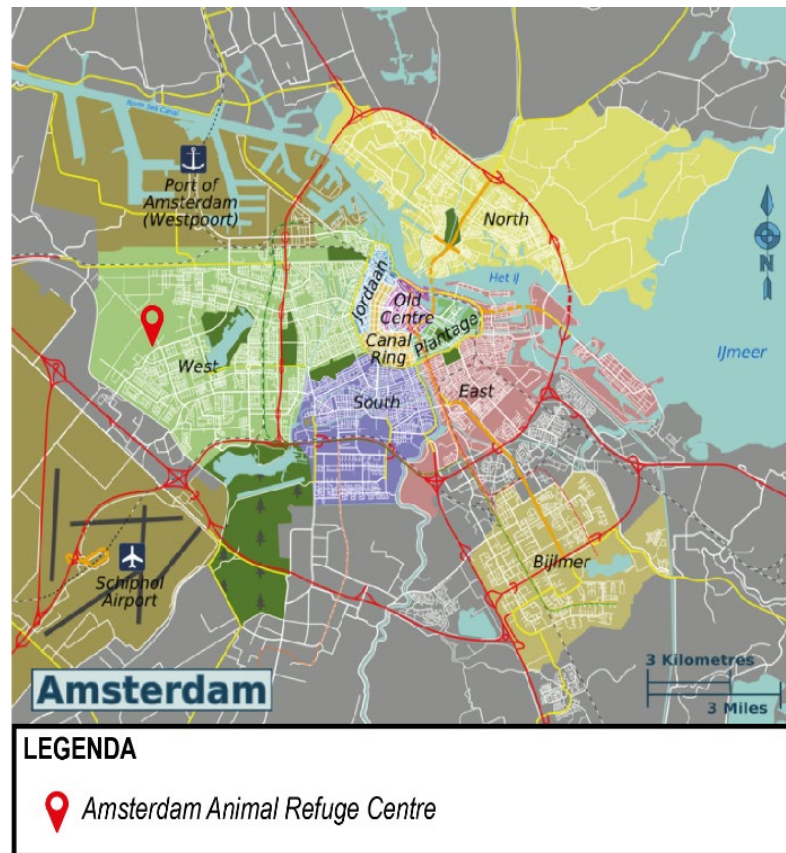 North Sea Canal
Port of
Amsterdam
(Westpoort)
North
Jordaan
Old
Centre
Het IJ
Plantage
Canal
Ring
IJmeer
N
West
South
East
Bijlmer
Schiphol
Airport
3 Kilometres
3 Miles
Amsterdam
LEGENDA
Amsterdam Animal Refuge Centre